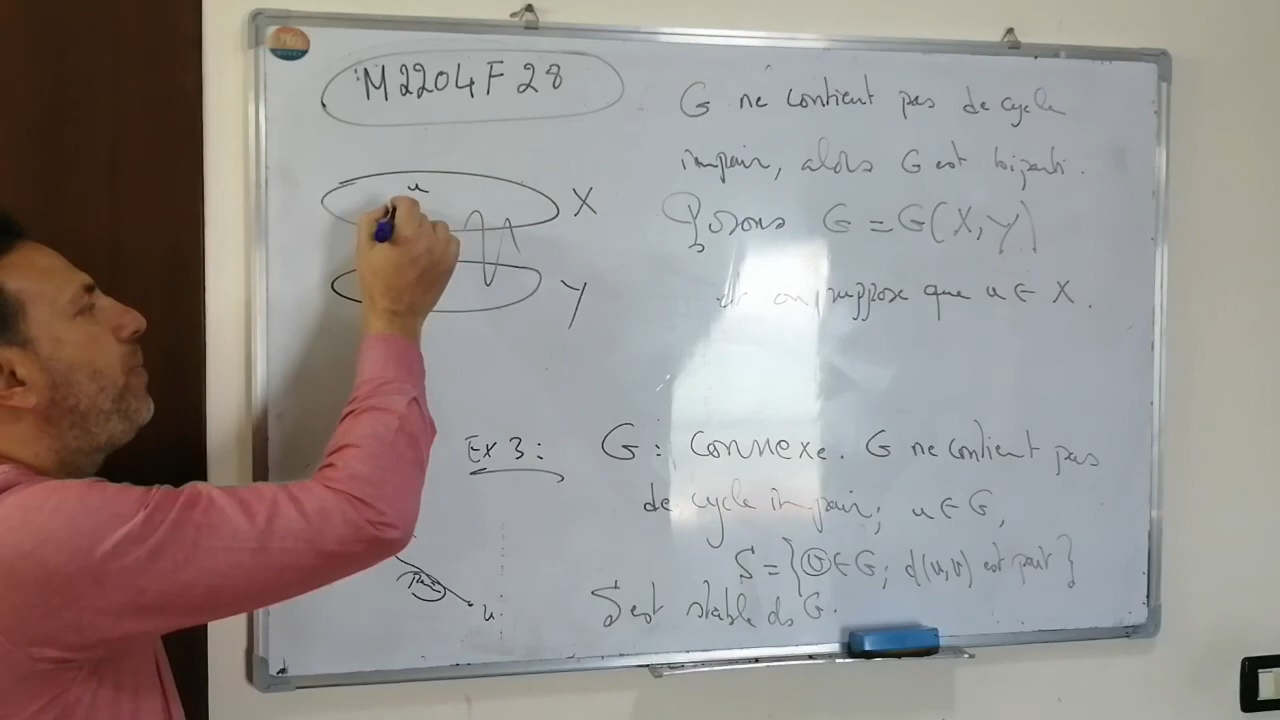 M2204F28
G ne contient pas de cycle
impair, alors G est biparti.
Posons G = G(X, Y)
et on suppose que u ∈ X.
u
X
Y
Ex 3 : G : connexe. G ne contient pas
de cycle impair; u ∈ G,
S = {v ∈ G; d(u,v) est pair}
S est stable ds G.
u